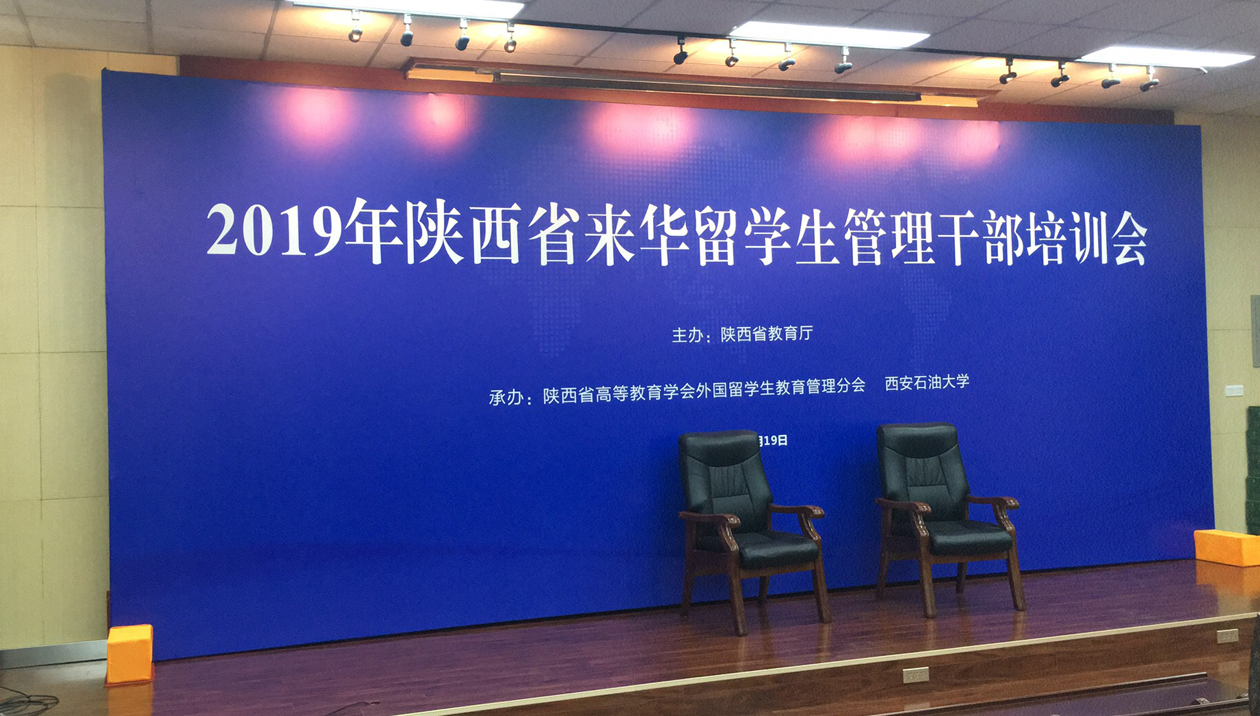 2019年陕西省来华留学生管理干部培训会
主办：陕西省教育厅
承办：陕西省高等教育学会外国留学生教育管理分会 西安石油大学
月19日